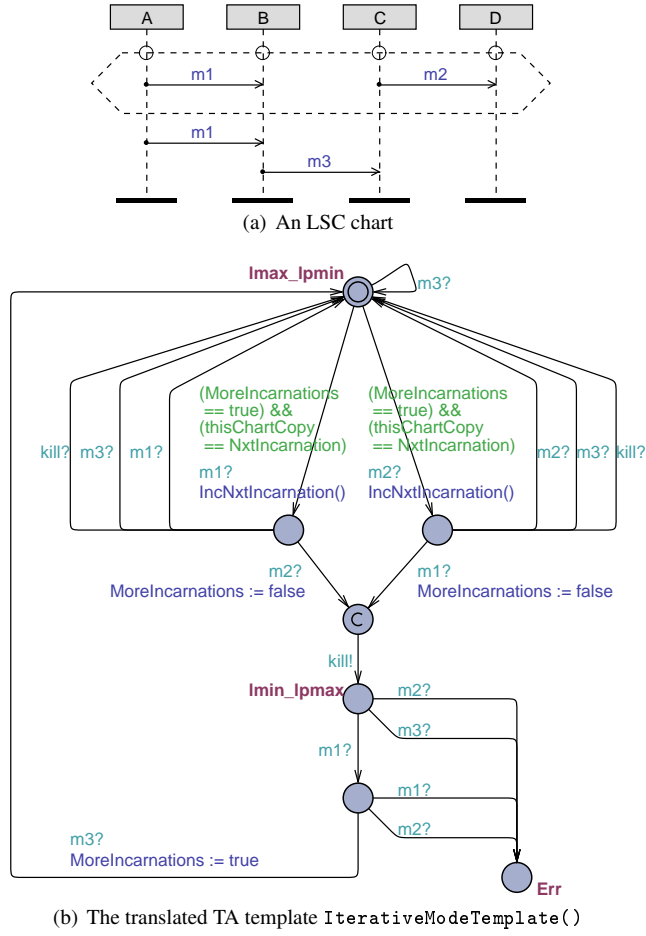 A B C D
m1 m2
m1
m3
(a) An LSC chart
lmax_lpmin
m3?
(MoreIncarnations (MoreIncarnations
== true) && == true) &&
(thisChartCopy (thisChartCopy
== NxtIncarnation) == NxtIncarnation)
kill? m3? m1? m2? m3? kill?
m1? m2?
IncNxtIncarnation() IncNxtIncarnation()
m2? m1?
MoreIncarnations := false MoreIncarnations := false
C
kill!
lmin_lpmax m2?
m3?
m1?
m1?
m2?
m3?
MoreIncarnations := true
Err
(b) The translated TA template IterativeModeTemplate()